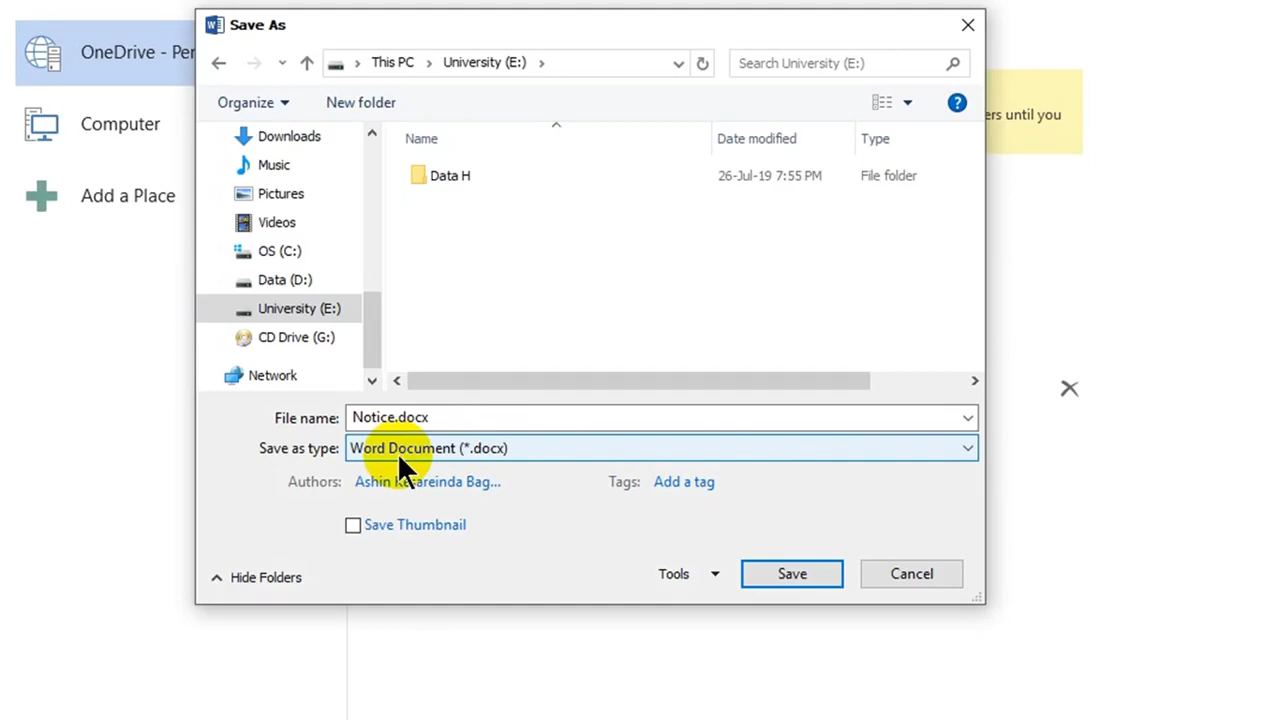 Save As
OneDrive - Per
This PC
University (E:)
Search University (E:)
Organize
New folder
ers until you
Computer
Downloads
Name
Date modified
Type
Music
Data H
26-Jul-19 7:55 PM
File folder
Add a Place
Pictures
Videos
OS (C:)
Data (D:)
University (E:)
CD Drive (G:)
Network
File name:
Notice.docx
Save as type:
Word Document (*.docx)
Authors:
Ashin Bag...
Tags:
Add a tag
Save Thumbnail
Hide Folders
Tools
Save
Cancel